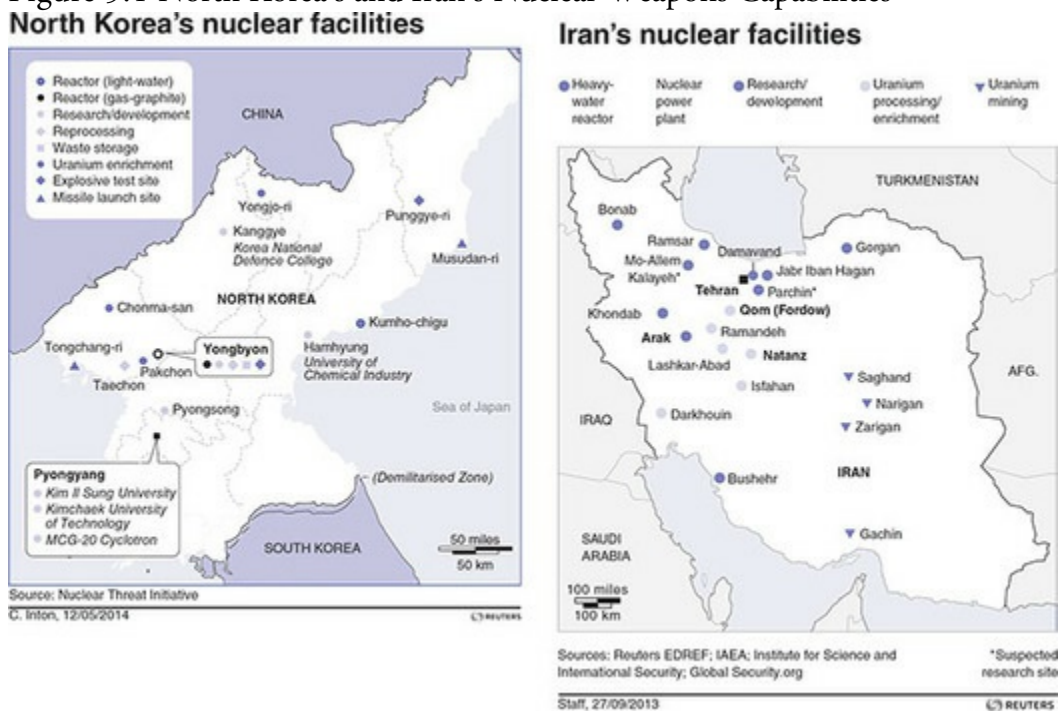 Figure 9.1 North Korea's and Iran's Nuclear Weapons Capabilities
North Korea's nuclear facilities
Reactor (light-water)
Reactor (gas-graphite)
Research/development
Reprocessing
Waste storage
Uranium enrichment
Explosive test site
Missile launch site
CHINA
Yongjo-ri
Punggye-ri
Kanggye
Korea National
Defence College
Musudan-ri
NORTH KOREA
Chonma-san
Kumho-chigu
Tongchang-ri
Yongbyon
Hamhyung
University of
Chemical Industry
Pakchon
Taechon
Sea of Japan
Pyongsong
Pyongyang
Kim Il Sung University
Kimchaek University
of Technology
MCG-20 Cyclotron
(Demilitarised Zone)
SOUTH KOREA
50 miles
50 km
Source: Nuclear Threat Initiative
C. Inton, 12/05/2014
REUTERS
Iran's nuclear facilities
Heavy-
water
reactor
Nuclear
power
plant
Research/
development
Uranium
processing/
enrichment
Uranium
mining
TURKMENISTAN
Bonab
Ramsar
Damavand
Gorgan
Mo-Allem
Kalayeh*
Jabr Iban Hagan
Tehran
Parchin*
Qom (Fordow)
Khondab
Ramandeh
Arak
Natanz
Lashkar-Abad
Saghand
AFG.
Isfahan
Narigan
IRAQ
Darkhouin
Zarigan
IRAN
Bushehr
SAUDI
ARABIA
Gachin
100 miles
100 km
Sources: Reuters EDREF; IAEA; Institute for Science and
International Security; Global Security.org
*Suspected
research site
Staff, 27/09/2013
REUTERS